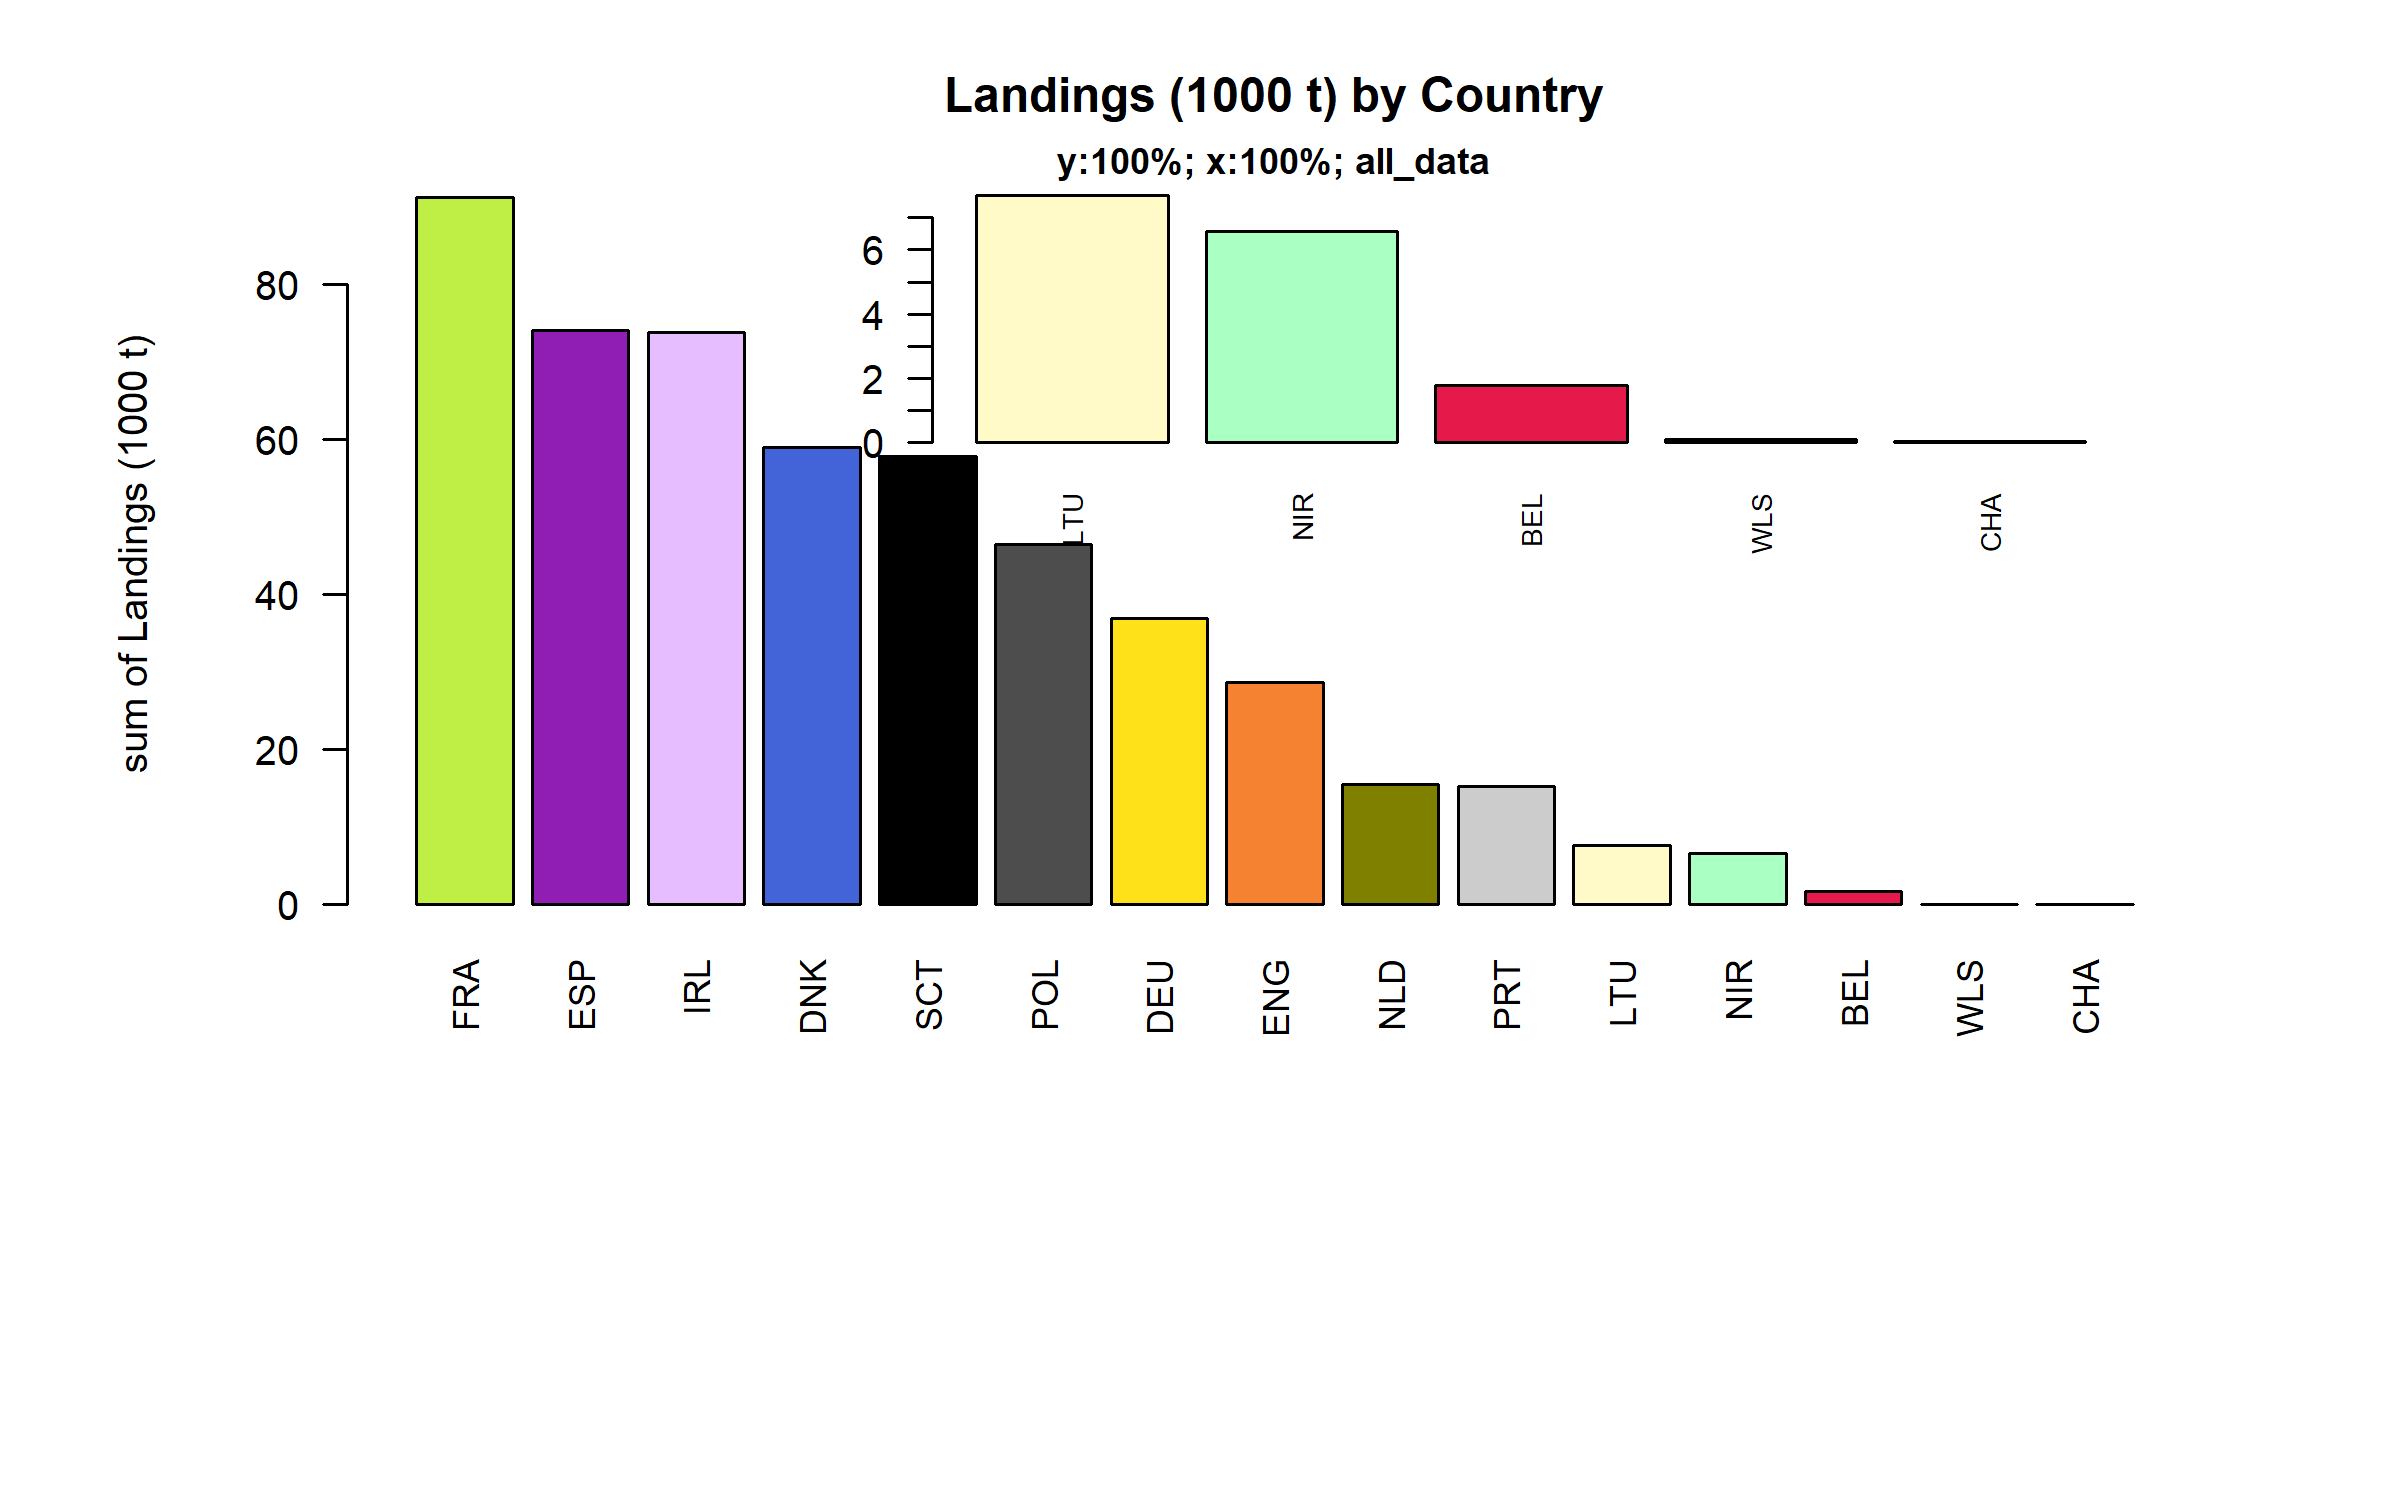 Landings (1000 t) by Country
y:100%; x:100%; all_data
sum of Landings (1000 t)
80
60
40
20
0
6
4
2
0
LTU
NIR
BEL
WLS
CHA
FRA
ESP
IRL
DNK
SCT
POL
DEU
ENG
NLD
PRT
LTU
NIR
BEL
WLS
CHA